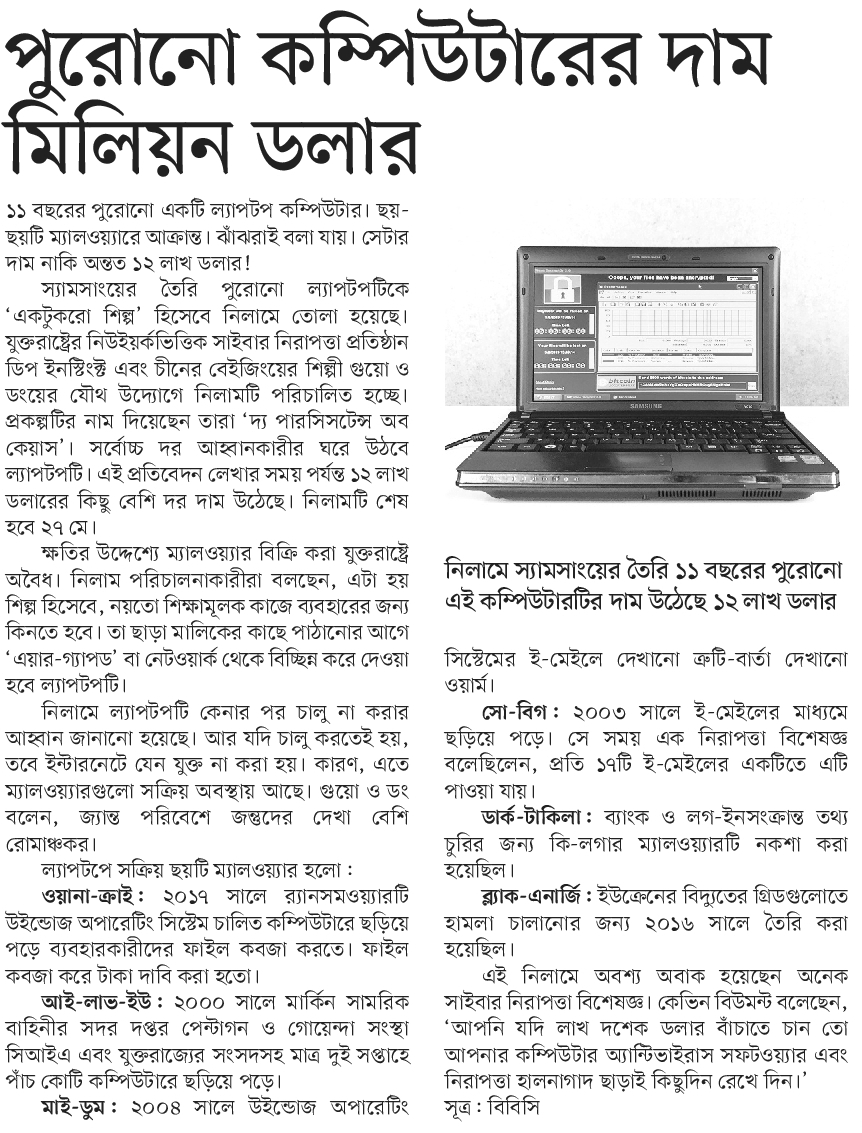 পুরোনো কম্পিউটারের দাম
মিলিয়ন ডলার
১১ বছরের পুরোনো একটি ল্যাপটপ কম্পিউটার। ছয়-
ছয়টি ম্যালওয়্যারে আক্রান্ত। ঝাঁঝরাই বলা যায়। সেটার
দাম নাকি অন্তত ১২ লাখ ডলার!
স্যামসাংয়ের তৈরি পুরোনো ল্যাপটপটিকে
‘একটুকরো শিল্প’ হিসেবে নিলামে তোলা হয়েছে।
যুক্তরাষ্ট্রের নিউইয়র্কভিত্তিক সাইবার নিরাপত্তা প্রতিষ্ঠান
ডিপ ইনস্টিংক্ট এবং চীনের বেইজিংয়ের শিল্পী গুয়ো ও
ডংয়ের যৌথ উদ্যোগে নিলামটি পরিচালিত হচ্ছে।
প্রকল্পটির নাম দিয়েছেন তারা ‘দ্য পারসিসটেন্স অব
কেয়াস’। সর্বোচ্চ দর আহ্বানকারীর ঘরে উঠবে
ল্যাপটপটি। এই প্রতিবেদন লেখার সময় পর্যন্ত ১২ লাখ
ডলারের কিছু বেশি দর দাম উঠেছে। নিলামটি শেষ
হবে ২৭ মে।
ক্ষতির উদ্দেশ্যে ম্যালওয়্যার বিক্রি করা যুক্তরাষ্ট্রে
অবৈধ। নিলাম পরিচালনাকারীরা বলছেন, এটা হয়
শিল্প হিসেবে, নয়তো শিক্ষামূলক কাজে ব্যবহারের জন্য
কিনতে হবে। তা ছাড়া মালিকের কাছে পাঠানোর আগে
‘এয়ার-গ্যাপড’ বা নেটওয়ার্ক থেকে বিচ্ছিন্ন করে দেওয়া
হবে ল্যাপটপটি।
নিলামে ল্যাপটপটি কেনার পর চালু না করার
আহ্বান জানানো হয়েছে। আর যদি চালু করতেই হয়,
তবে ইন্টারনেটে যেন যুক্ত না করা হয়। কারণ, এতে
ম্যালওয়্যারগুলো সক্রিয় অবস্থায় আছে। গুয়ো ও ডং
বলেন, জ্যান্ত পরিবেশে জন্তুদের দেখা বেশি
রোমাঞ্চকর।
ল্যাপটপে সক্রিয় ছয়টি ম্যালওয়্যার হলো :
ওয়ানা-ক্রাই : ২০১৭ সালে র‍্যানসমওয়্যারটি
উইন্ডোজ অপারেটিং সিস্টেম চালিত কম্পিউটারে ছড়িয়ে
পড়ে ব্যবহারকারীদের ফাইল কবজা করতে। ফাইল
কবজা করে টাকা দাবি করা হতো।
আই-লাভ-ইউ : ২০০০ সালে মার্কিন সামরিক
বাহিনীর সদর দপ্তর পেন্টাগন ও গোয়েন্দা সংস্থা
সিআইএ এবং যুক্তরাজ্যের সংসদসহ মাত্র দুই সপ্তাহে
পাঁচ কোটি কম্পিউটারে ছড়িয়ে পড়ে।
মাই-ডুম : ২০০৪ সালে উইন্ডোজ অপারেটিং
Ooops, your files have been encrypted!
bitcoin
SAMSUNG
নিলামে স্যামসাংয়ের তৈরি ১১ বছরের পুরোনো
এই কম্পিউটারটির দাম উঠেছে ১২ লাখ ডলার
সিস্টেমের ই-মেইলে দেখানো ত্রুটি-বার্তা দেখানো
ওয়ার্ম।
সো-বিগ : ২০০৩ সালে ই-মেইলের মাধ্যমে
ছড়িয়ে পড়ে। সে সময় এক নিরাপত্তা বিশেষজ্ঞ
বলেছিলেন, প্রতি ১৭টি ই-মেইলের একটিতে এটি
পাওয়া যায়।
ডার্ক-টাকিলা : ব্যাংক ও লগ-ইনসংক্রান্ত তথ্য
চুরির জন্য কি-লগার ম্যালওয়্যারটি নকশা করা
হয়েছিল।
ব্ল্যাক-এনার্জি : ইউক্রেনের বিদ্যুতের গ্রিডগুলোতে
হামলা চালানোর জন্য ২০১৬ সালে তৈরি করা
হয়েছিল।
এই নিলামে অবশ্য অবাক হয়েছেন অনেক
সাইবার নিরাপত্তা বিশেষজ্ঞ। কেভিন বিউমন্ট বলেছেন,
‘আপনি যদি লাখ দশেক ডলার বাঁচাতে চান তো
আপনার কম্পিউটার অ্যান্টিভাইরাস সফটওয়্যার এবং
নিরাপত্তা হালনাগাদ ছাড়াই কিছুদিন রেখে দিন।’
সূত্র : বিবিসি